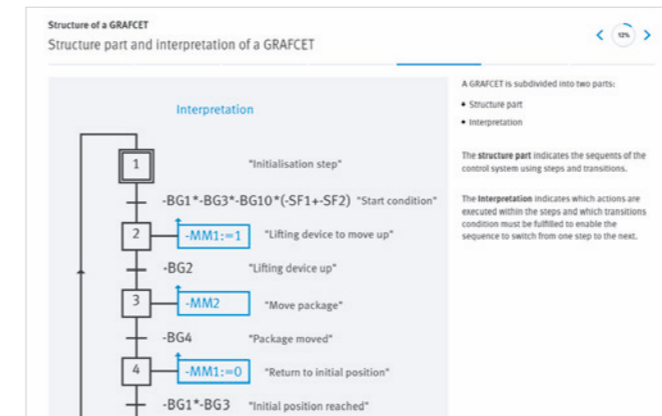 Structure of a GRAFCET
Structure part and interpretation of a GRAFCET
12%
Interpretation
1 "Initialisation step"
-BG1*-BG3*-BG10*(-SF1+-SF2) "Start condition"
2 -MM1:=1 "Lifting device to move up"
-BG2 "Lifting device up"
3 -MM2 "Move package"
-BG4 "Package moved"
4 -MM1:=0 "Return to initial position"
-BG1*-BG3 "Initial position reached"
A GRAFCET is subdivided into two parts:
• Structure part
• Interpretation
The structure part indicates the sequents of the
control system using steps and transitions.
The Interpretation indicates which actions are
executed within the steps and which transitions
condition must be fulfilled to enable the
sequence to switch from one step to the next.